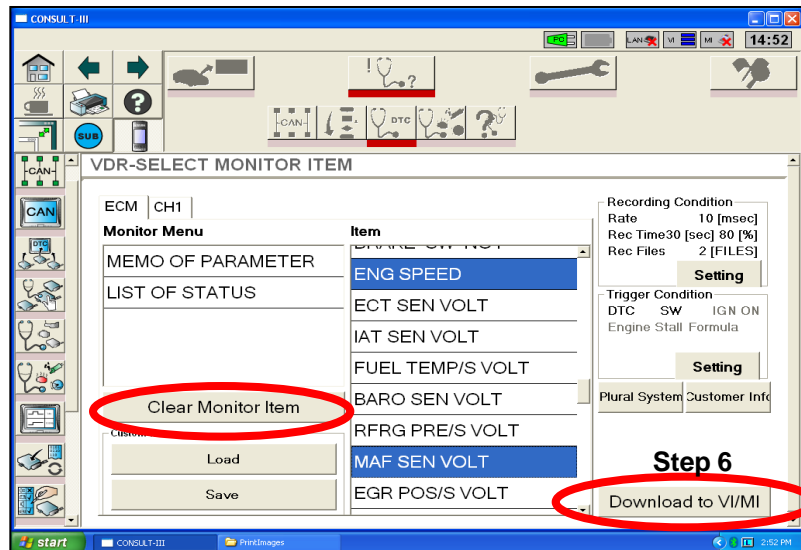 CONSULT-III
PC
LAN
VI
MI
14:52
!
?
?
-CAN-
DTC
?
SUB
-CAN-
VDR-SELECT MONITOR ITEM
CAN
DTC
ECM
CH1
Monitor Menu
MEMO OF PARAMETER
LIST OF STATUS
Clear Monitor Item
Load
Save
Item
ENG SPEED
ECT SEN VOLT
IAT SEN VOLT
FUEL TEMP/S VOLT
BARO SEN VOLT
RFRG PRE/S VOLT
MAF SEN VOLT
EGR POS/S VOLT
Recording Condition
Rate 10 [msec]
Rec Time30 [sec] 80 [%]
Rec Files 2 [FILES]
Setting
Trigger Condition
DTC SW IGN ON
Engine Stall Formula
Setting
Plural System
Customer Info
Step 6
Download to VI/MI
start
CONSULT-III
PrintImages
2:52 PM